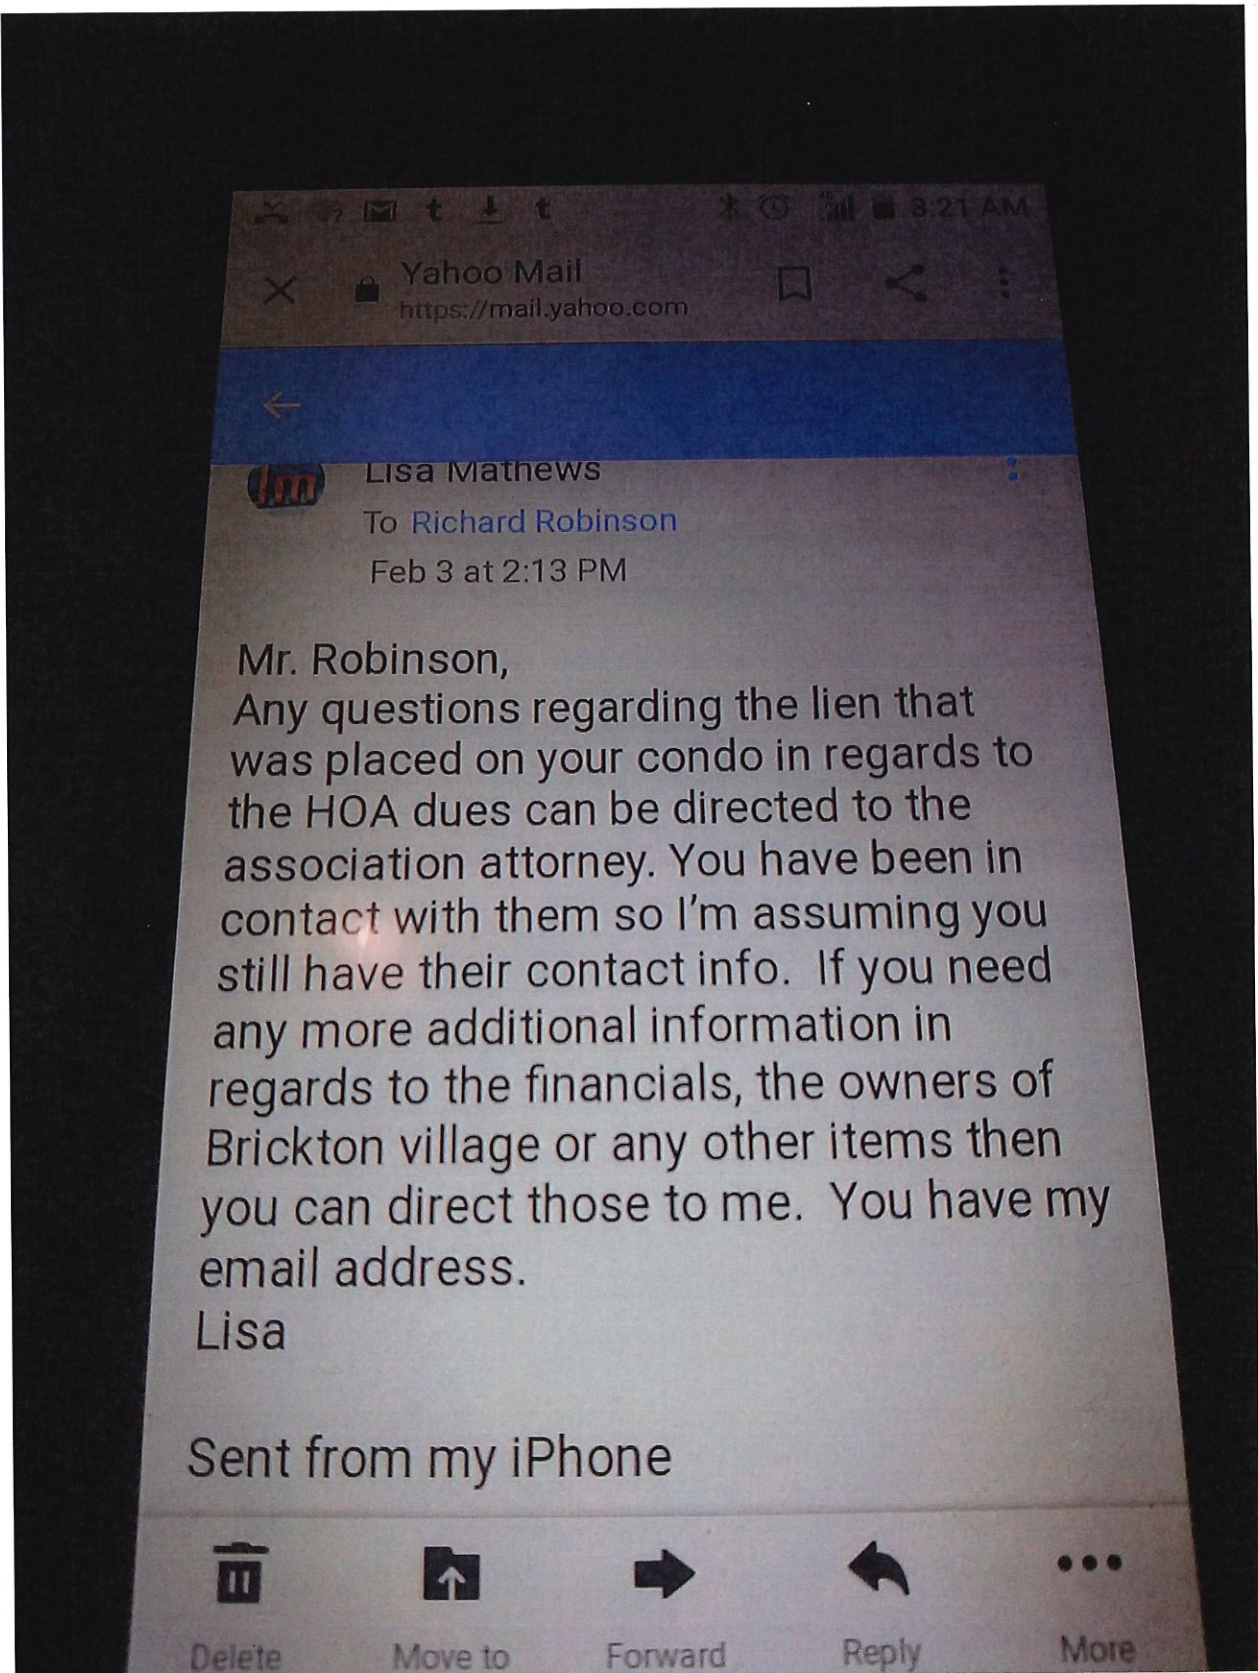 t t 8:21 AM
Yahoo Mail
https://mail.yahoo.com
lm Lisa Mathews
To Richard Robinson
Feb 3 at 2:13 PM
Mr. Robinson,
Any questions regarding the lien that
was placed on your condo in regards to
the HOA dues can be directed to the
association attorney. You have been in
contact with them so I'm assuming you
still have their contact info.  If you need
any more additional information in
regards to the financials, the owners of
Brickton village or any other items then
you can direct those to me.  You have my
email address.
Lisa
Sent from my iPhone
Delete Move to Forward Reply More